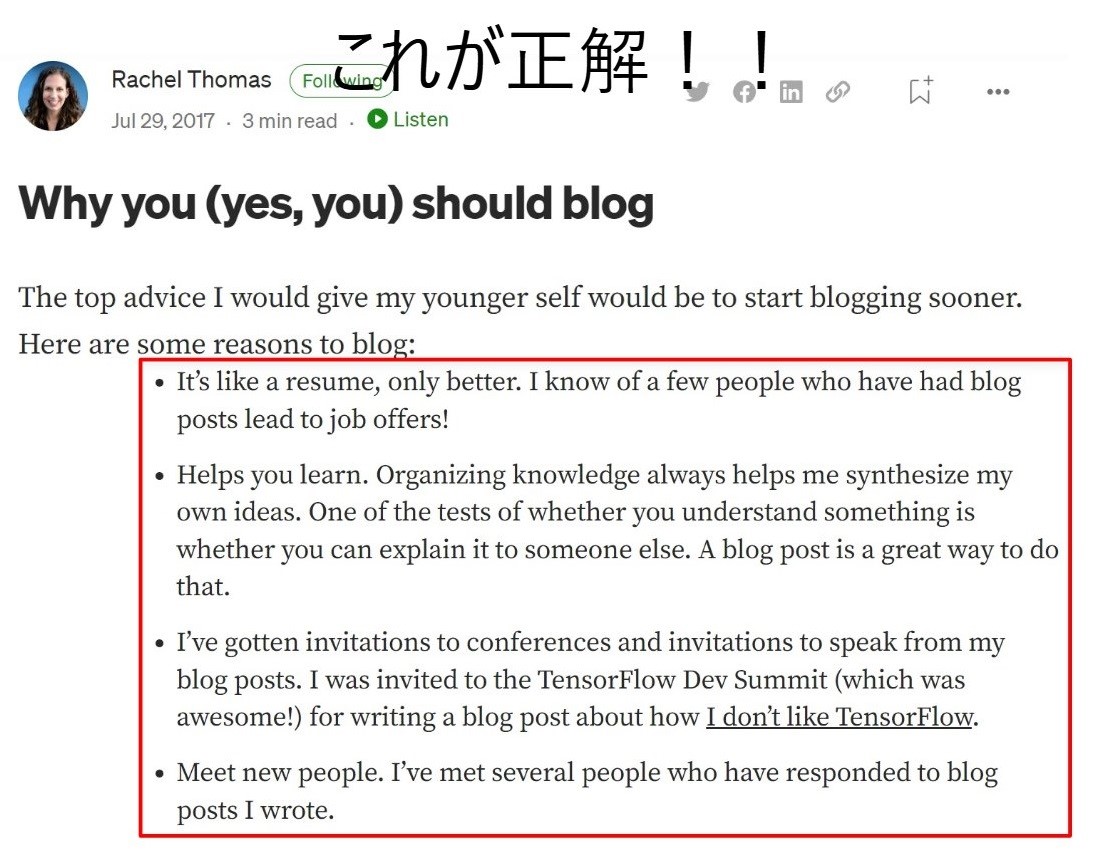 これが正解！！
Rachel Thomas Following
Jul 29, 2017 · 3 min read · Listen
Why you (yes, you) should blog
The top advice I would give my younger self would be to start blogging sooner.
Here are some reasons to blog:
• It’s like a resume, only better. I know of a few people who have had blog
posts lead to job offers!
• Helps you learn. Organizing knowledge always helps me synthesize my
own ideas. One of the tests of whether you understand something is
whether you can explain it to someone else. A blog post is a great way to do
that.
• I’ve gotten invitations to conferences and invitations to speak from my
blog posts. I was invited to the TensorFlow Dev Summit (which was
awesome!) for writing a blog post about how I don’t like TensorFlow.
• Meet new people. I’ve met several people who have responded to blog
posts I wrote.